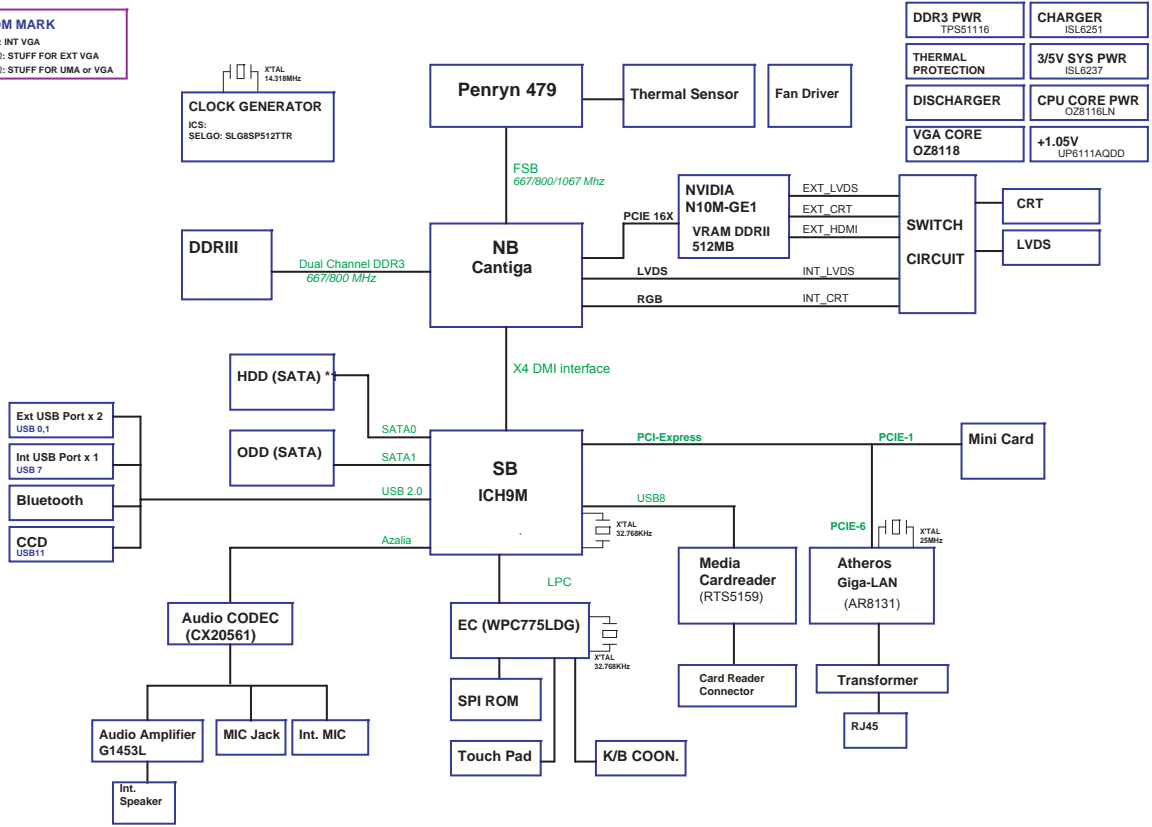 OM MARK
: INT VGA
: STUFF FOR EXT VGA
: STUFF FOR UMA or VGA
X'TAL
14.318MHz
CLOCK GENERATOR
ICS:
SELGO: SLG8SP512TTR
Penryn 479
Thermal Sensor
Fan Driver
DDR3 PWR
TPS51116
CHARGER
ISL6251
THERMAL
PROTECTION
3/5V SYS PWR
ISL6237
DISCHARGER
CPU CORE PWR
OZ8116LN
VGA CORE
OZ8118
+1.05V
UP6111AQDD
FSB
667/800/1067 Mhz
DDRIII
Dual Channel DDR3
667/800 MHz
NB
Cantiga
PCIE 16X
NVIDIA
N10M-GE1
VRAM DDRII
512MB
EXT_LVDS
EXT_CRT
EXT_HDMI
LVDS
INT_LVDS
RGB
INT_CRT
SWITCH
CIRCUIT
CRT
LVDS
X4 DMI interface
HDD (SATA) *1
SATA0
ODD (SATA)
SATA1
Ext USB Port x 2
USB 0,1
Int USB Port x 1
USB 7
Bluetooth
CCD
USB11
USB 2.0
Azalia
SB
ICH9M
PCI-Express
PCIE-1
Mini Card
USB8
X'TAL
32.768KHz
PCIE-6
X'TAL
25MHz
Media
Cardreader
(RTS5159)
Atheros
Giga-LAN
(AR8131)
LPC
Audio CODEC
(CX20561)
EC (WPC775LDG)
X'TAL
32.768KHz
Card Reader
Connector
Transformer
RJ45
SPI ROM
Audio Amplifier
G1453L
MIC Jack
Int. MIC
Touch Pad
K/B COON.
Int.
Speaker